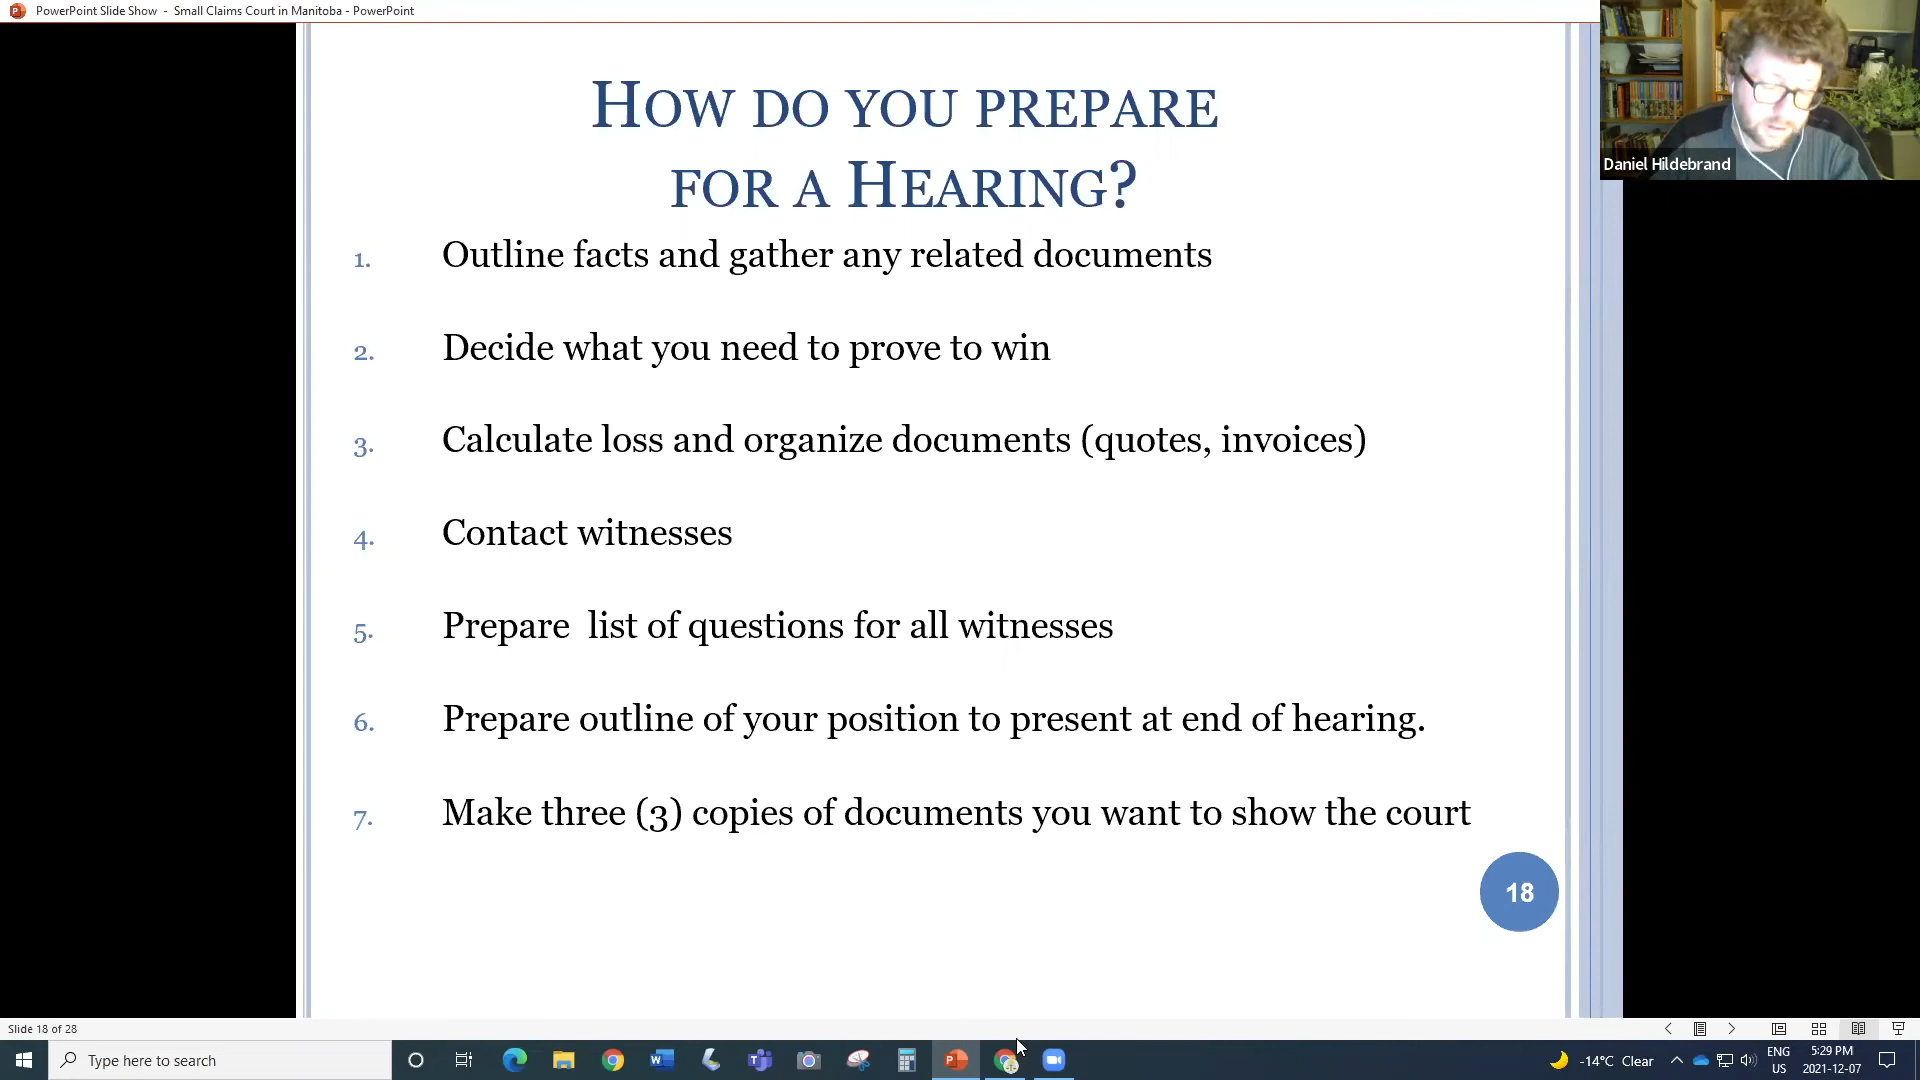 PowerPoint Slide Show - Small Claims Court in Manitoba - PowerPoint
HOW DO YOU PREPARE
FOR A HEARING?
1. Outline facts and gather any related documents
2. Decide what you need to prove to win
3. Calculate loss and organize documents (quotes, invoices)
4. Contact witnesses
5. Prepare  list of questions for all witnesses
6. Prepare outline of your position to present at end of hearing.
7. Make three (3) copies of documents you want to show the court
18
Daniel Hildebrand
Slide 18 of 28
Type here to search
-14°C Clear
ENG
US
5:29 PM
2021-12-07